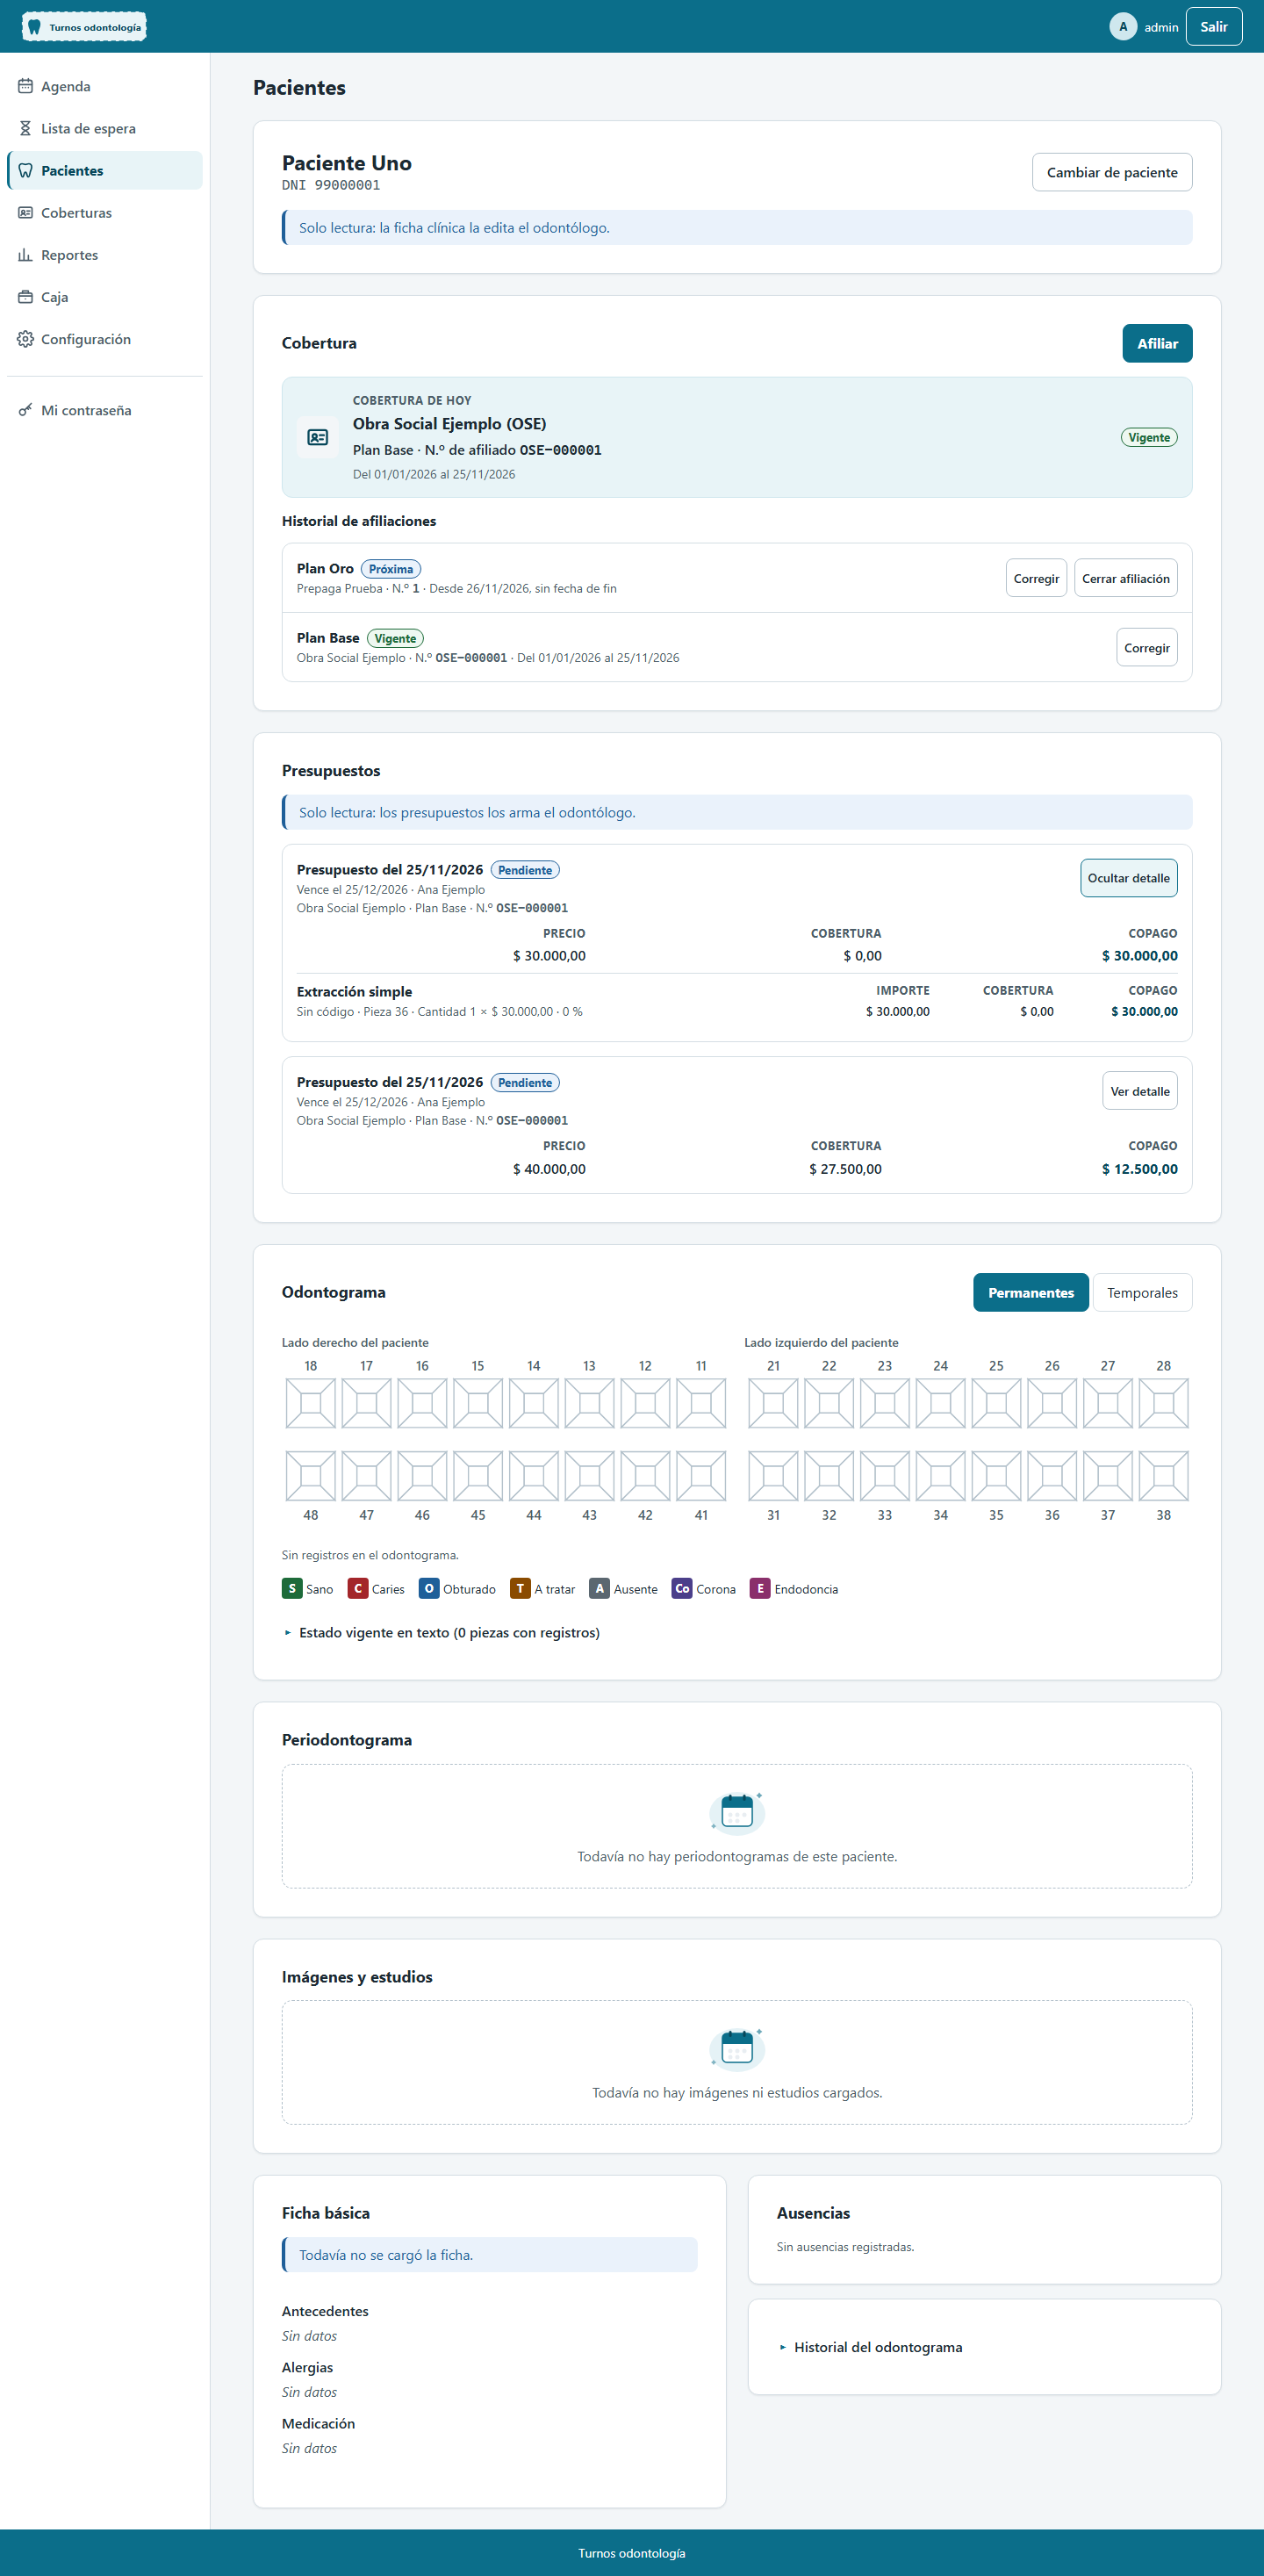 Turnos odontología
A admin Salir
Agenda
Lista de espera
Pacientes
Coberturas
Reportes
Caja
Configuración
Mi contraseña
Pacientes
Paciente Uno
DNI 99000001
Cambiar de paciente
Solo lectura: la ficha clínica la edita el odontólogo.
Cobertura
Afiliar
COBERTURA DE HOY
Obra Social Ejemplo (OSE)
Plan Base · N.º de afiliado OSE-000001
Del 01/01/2026 al 25/11/2026
Vigente
Historial de afiliaciones
Plan Oro Próxima
Prepaga Prueba · N.º 1 · Desde 26/11/2026, sin fecha de fin
Corregir Cerrar afiliación
Plan Base Vigente
Obra Social Ejemplo · N.º OSE-000001 · Del 01/01/2026 al 25/11/2026
Corregir
Presupuestos
Solo lectura: los presupuestos los arma el odontólogo.
Presupuesto del 25/11/2026 Pendiente
Vence el 25/12/2026 · Ana Ejemplo
Obra Social Ejemplo · Plan Base · N.º OSE-000001
Ocultar detalle
PRECIO COBERTURA COPAGO
$ 30.000,00 $ 0,00 $ 30.000,00
Extracción simple IMPORTE COBERTURA COPAGO
Sin código · Pieza 36 · Cantidad 1 × $ 30.000,00 · 0 % $ 30.000,00 $ 0,00 $ 30.000,00
Presupuesto del 25/11/2026 Pendiente
Vence el 25/12/2026 · Ana Ejemplo
Obra Social Ejemplo · Plan Base · N.º OSE-000001
Ver detalle
PRECIO COBERTURA COPAGO
$ 40.000,00 $ 27.500,00 $ 12.500,00
Odontograma
Permanentes Temporales
Lado derecho del paciente Lado izquierdo del paciente
18 17 16 15 14 13 12 11 21 22 23 24 25 26 27 28
48 47 46 45 44 43 42 41 31 32 33 34 35 36 37 38
Sin registros en el odontograma.
S Sano C Caries O Obturado T A tratar A Ausente Co Corona E Endodoncia
Estado vigente en texto (0 piezas con registros)
Periodontograma
Todavía no hay periodontogramas de este paciente.
Imágenes y estudios
Todavía no hay imágenes ni estudios cargados.
Ficha básica
Todavía no se cargó la ficha.
Antecedentes
Sin datos
Alergias
Sin datos
Medicación
Sin datos
Ausencias
Sin ausencias registradas.
Historial del odontograma
Turnos odontología